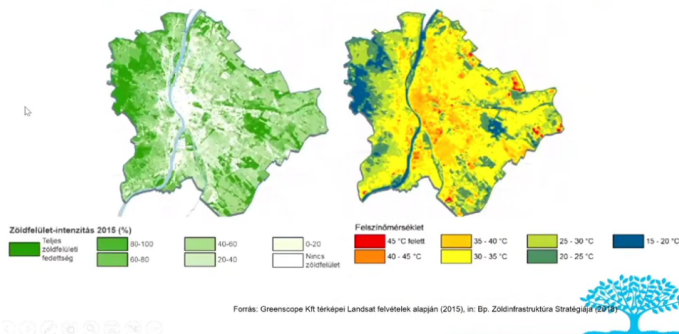 Zöldfelület-intenzitás 2015 (%)
Teljes zöldfelületi fedettség
80-100
60-80
40-60
20-40
0-20
Nincs zöldfelület
Felszínhőmérséklet
45 °C felett
40 - 45 °C
35 - 40 °C
30 - 35 °C
25 - 30 °C
20 - 25 °C
15 - 20 °C
Forrás: Greenscope Kft térképei Landsat felvételek alapján (2015), in: Bp. Zöldinfrastruktúra Stratégiája (2018)